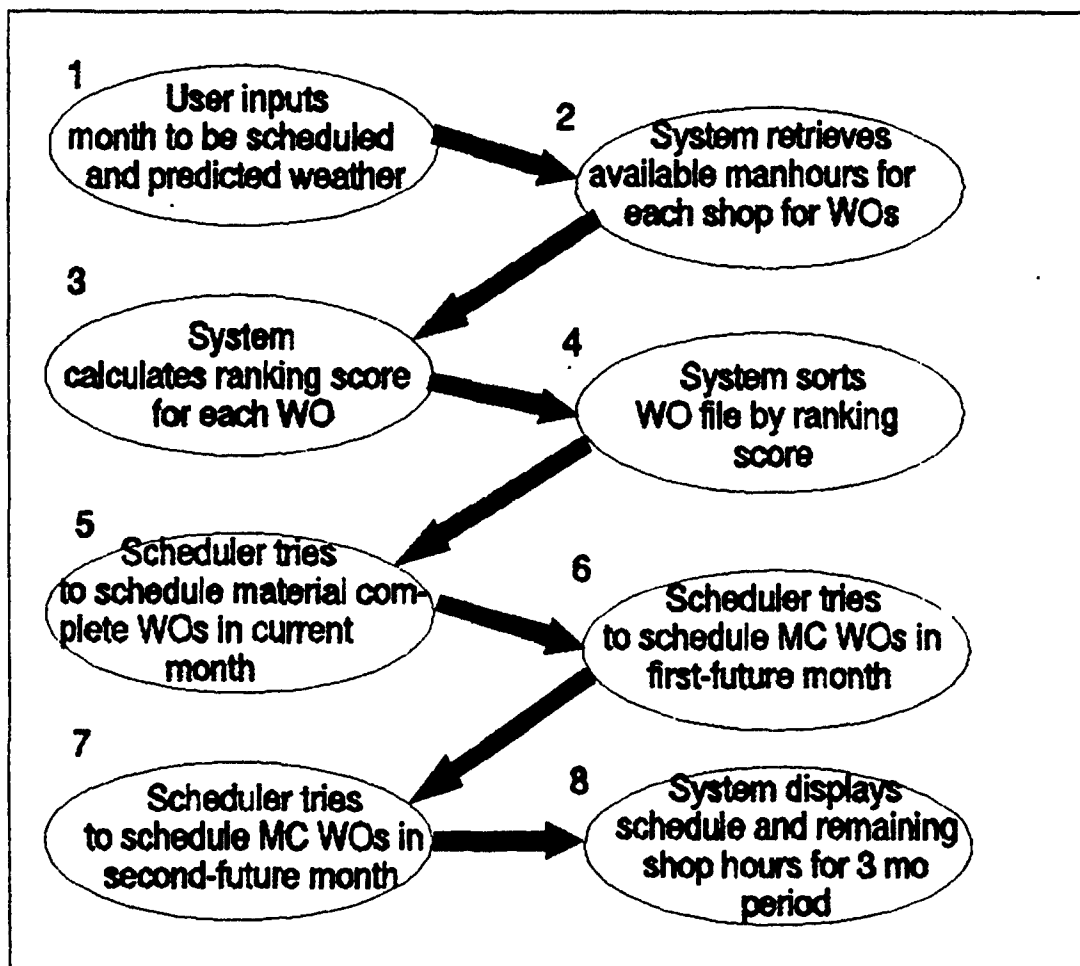 1
User inputs
month to be scheduled
and predicted weather
2
System retrieves
available manhours for
each shop for WOs
3
System
calculates ranking score
for each WO
4
System sorts
WO file by ranking
score
5
Scheduler tries
to schedule material com-
plete WOs in current
month
6
Scheduler tries
to schedule MC WOs in
first-future month
7
Scheduler tries
to schedule MC WOs in
second-future month
8
System displays
schedule and remaining
shop hours for 3 mo
period